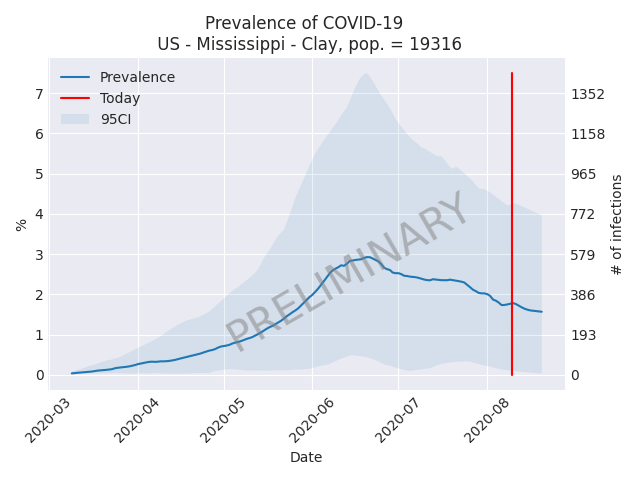 Prevalence of COVID-19
US - Mississippi - Clay, pop. = 19316
Prevalence
Today
95CI
PRELIMINARY
%
7
6
5
4
3
2
1
0
1352
1158
965
772
579
386
193
0
# of infections
2020-03
2020-04
2020-05
2020-06
2020-07
2020-08
Date